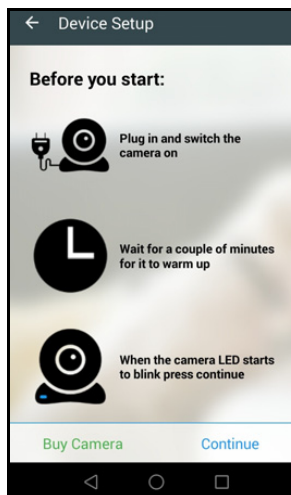 Device Setup
Before you start:
Plug in and switch the
camera on
Wait for a couple of minutes
for it to warm up
When the camera LED starts
to blink press continue
Buy Camera
Continue